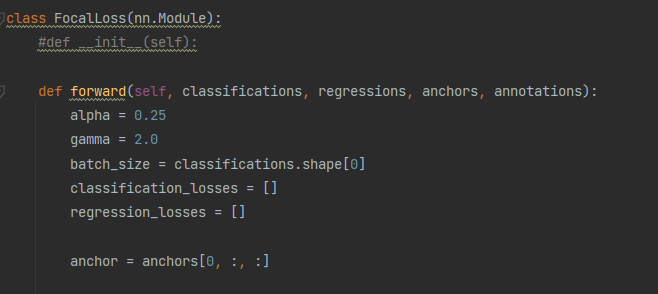 class FocalLoss(nn.Module):
    #def __init__(self):
    def forward(self, classifications, regressions, anchors, annotations):
        alpha = 0.25
        gamma = 2.0
        batch_size = classifications.shape[0]
        classification_losses = []
        regression_losses = []
        anchor = anchors[0, :, :]